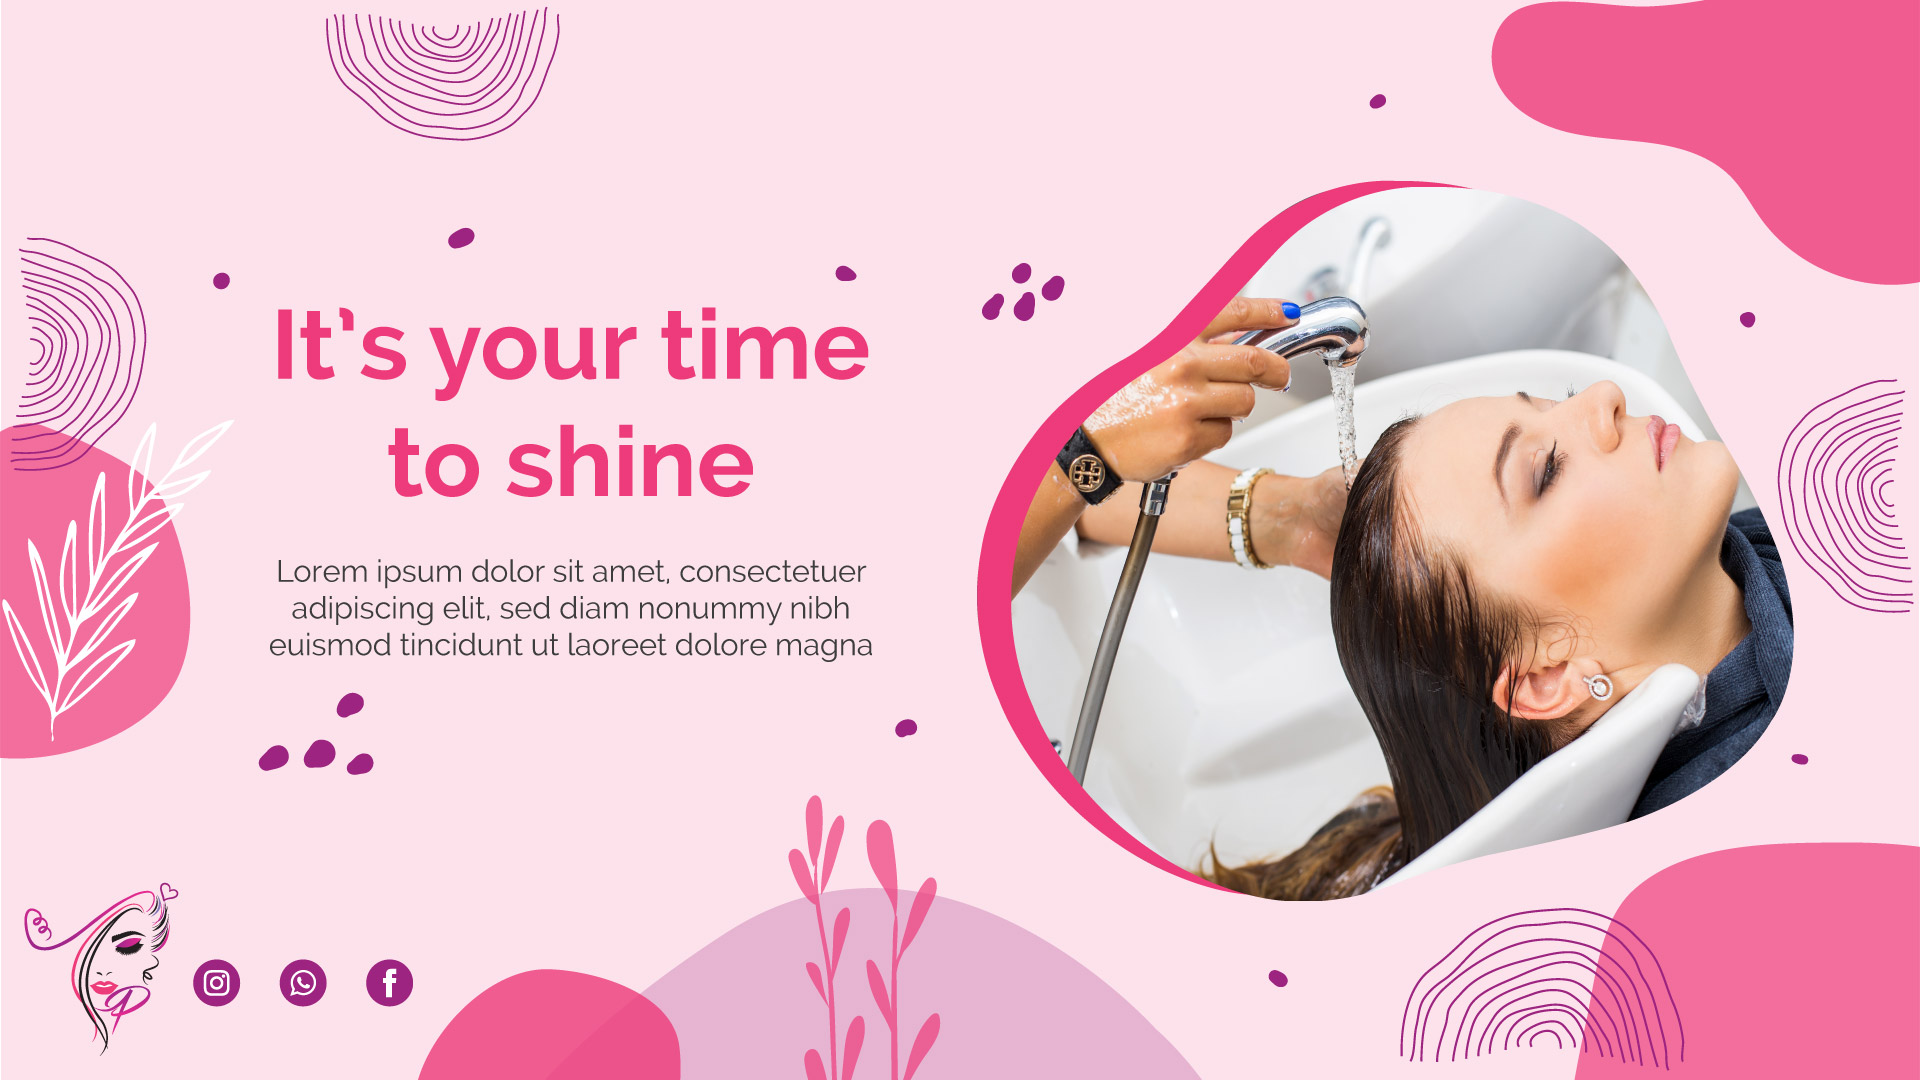 It's your time
to shine
Lorem ipsum dolor sit amet, consectetuer
adipiscing elit, sed diam nonummy nibh
euismod tincidunt ut laoreet dolore magna
P